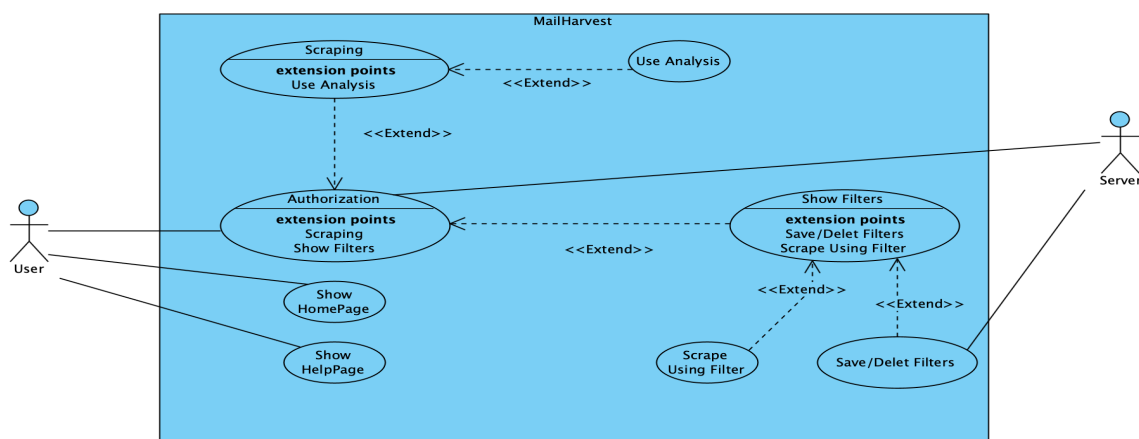 MailHarvest
Scraping
extension points
Use Analysis
<<Extend>>
Use Analysis
<<Extend>>
Authorization
extension points
Scraping
Show Filters
<<Extend>>
Show Filters
extension points
Save/Delet Filters
Scrape Using Filter
Server
User
Show
HomePage
<<Extend>>
<<Extend>>
Show
HelpPage
Scrape
Using Filter
Save/Delet Filters